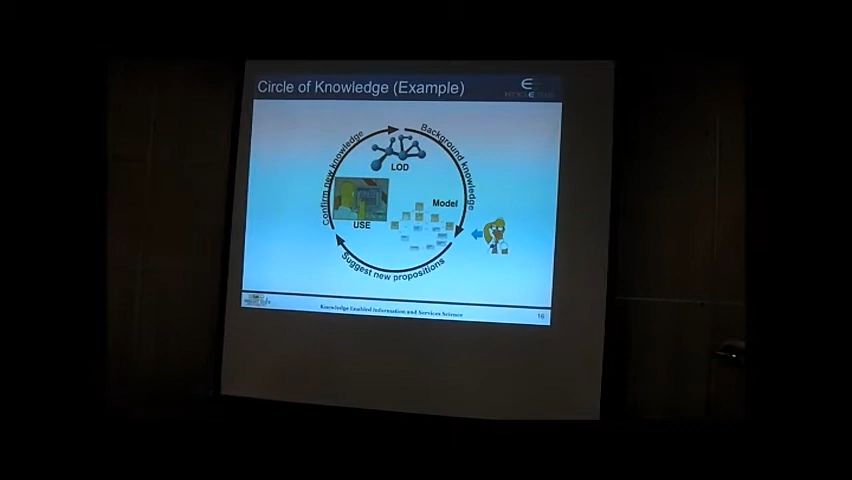 Circle of Knowledge (Example)
Background knowledge
Confirm new knowledge
LOD
Model
USE
Suggest new propositions
Knowledge Enabled Information and Services Science
16